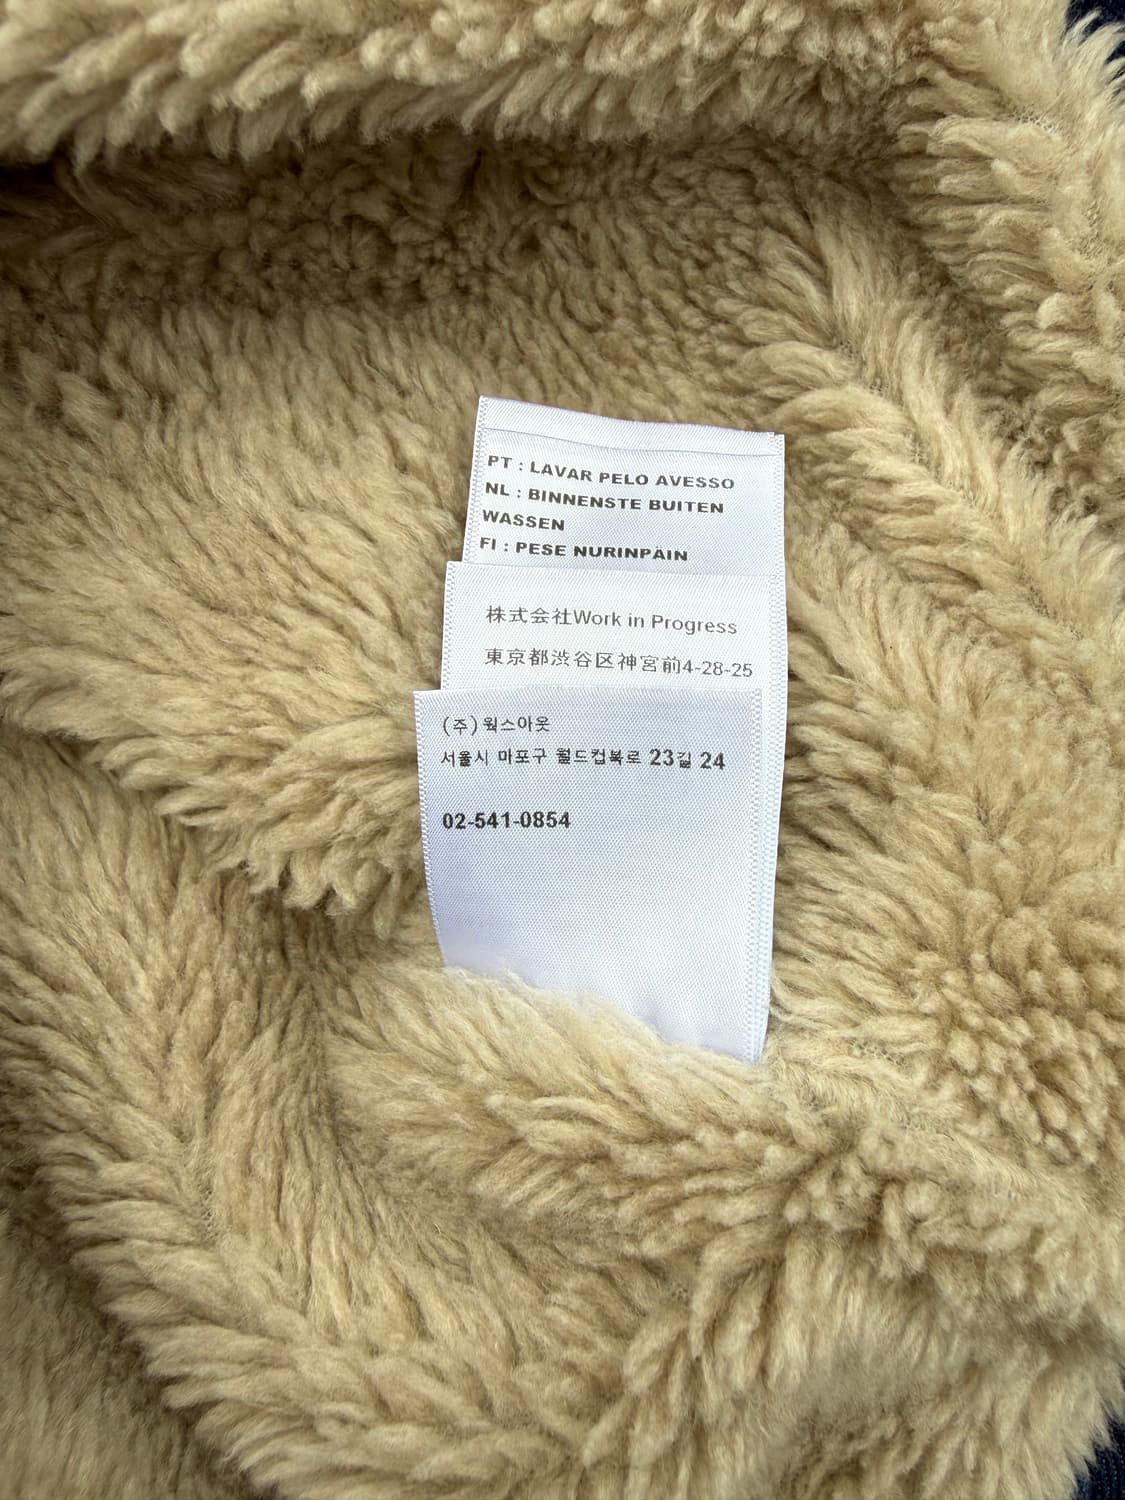 PT : LAVAR PELO AVESSO
NL : BINNENSTE BUITEN
WASSEN
FI : PESE NURINPÄIN
株式会社Work in Progress
東京都渋谷区神宮前4-28-25
(주)웍스아웃
서울시 마포구 월드컵북로 23길 24
02-541-0854